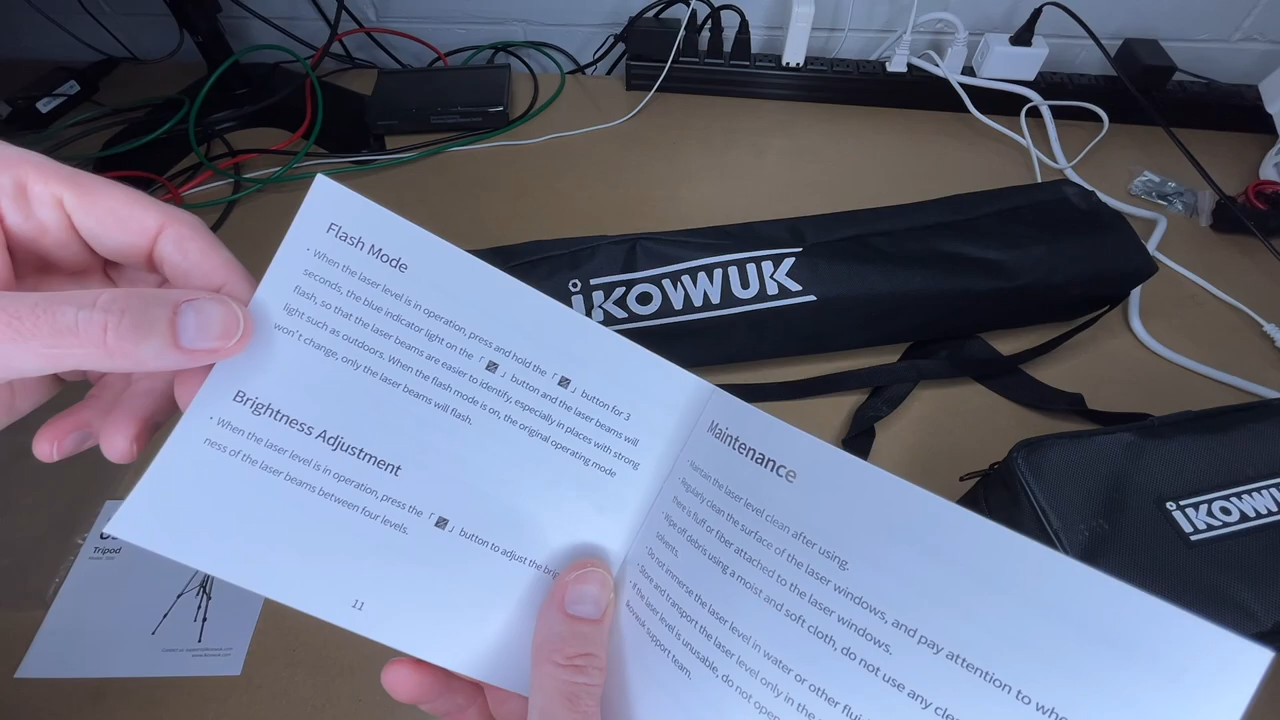 iKOWWUK
iKOWWU
Flash Mode
· When the laser level is in operation, press and hold the「 」button for 3
seconds, the blue indicator light on the「 」button and the laser beams will
flash, so that the laser beams are easier to identify, especially in places with strong
light such as outdoors. When the flash mode is on, the original operating mode
won't change, only the laser beams will flash.
Brightness Adjustment
· When the laser level is in operation, press the「 」button to adjust the brig
ness of the laser beams between four levels.
11
Maintenance
· Maintain the laser level clean after using.
· Regularly clean the surface of the laser windows, and pay attention to whe
there is fluff or fiber attached to the laser windows.
· Wipe off debris using a moist and soft cloth, do not use any cle
solvents.
· Do not immerse the laser level in water or other flui
· Store and transport the laser level only in the
· If the laser level is unusable, do not open
ikowwuk support team.
Tripod
www.ikowwuk.com